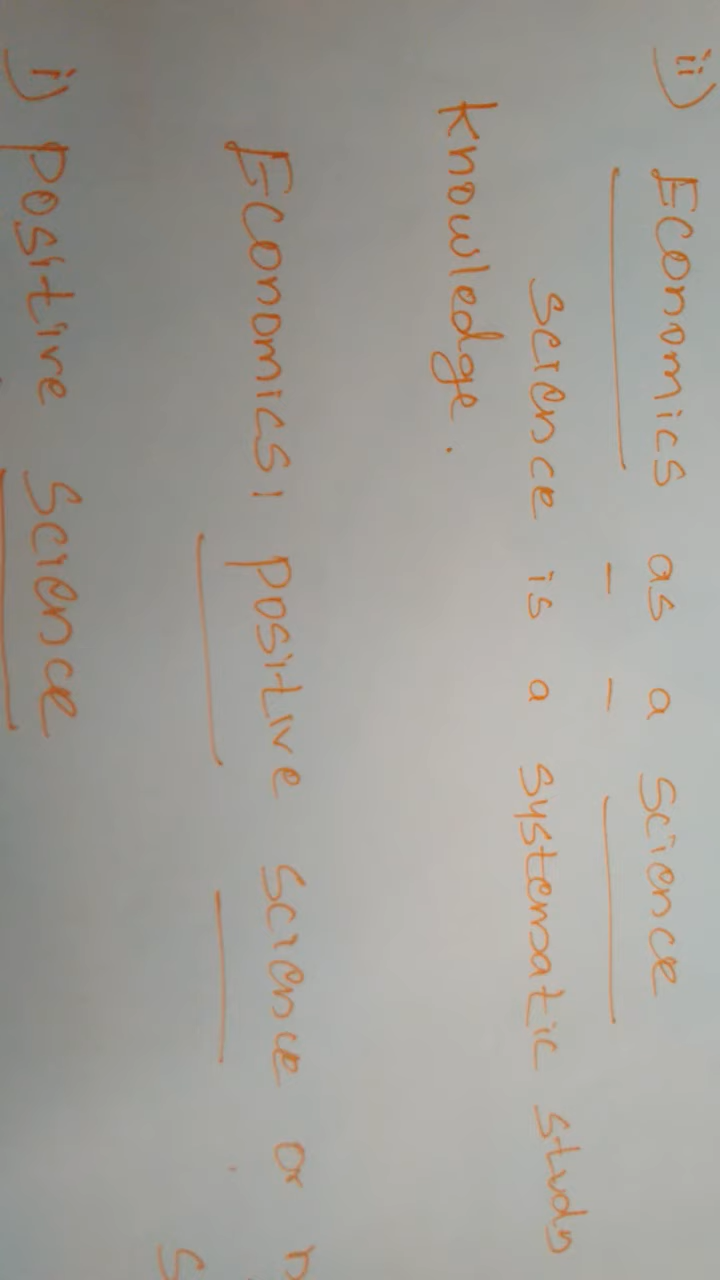 ii) Economics as a science
science is a systematic study
knowledge.
Economics, positive science or
i) positive science